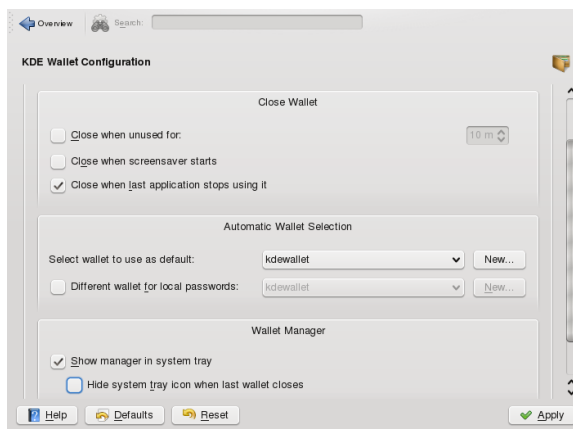 Overview Search:
KDE Wallet Configuration
Close Wallet
Close when unused for: 10 m
Close when screensaver starts
Close when last application stops using it
Automatic Wallet Selection
Select wallet to use as default: kdewallet New...
Different wallet for local passwords: kdewallet New...
Wallet Manager
Show manager in system tray
Hide system tray icon when last wallet closes
Help Defaults Reset Apply